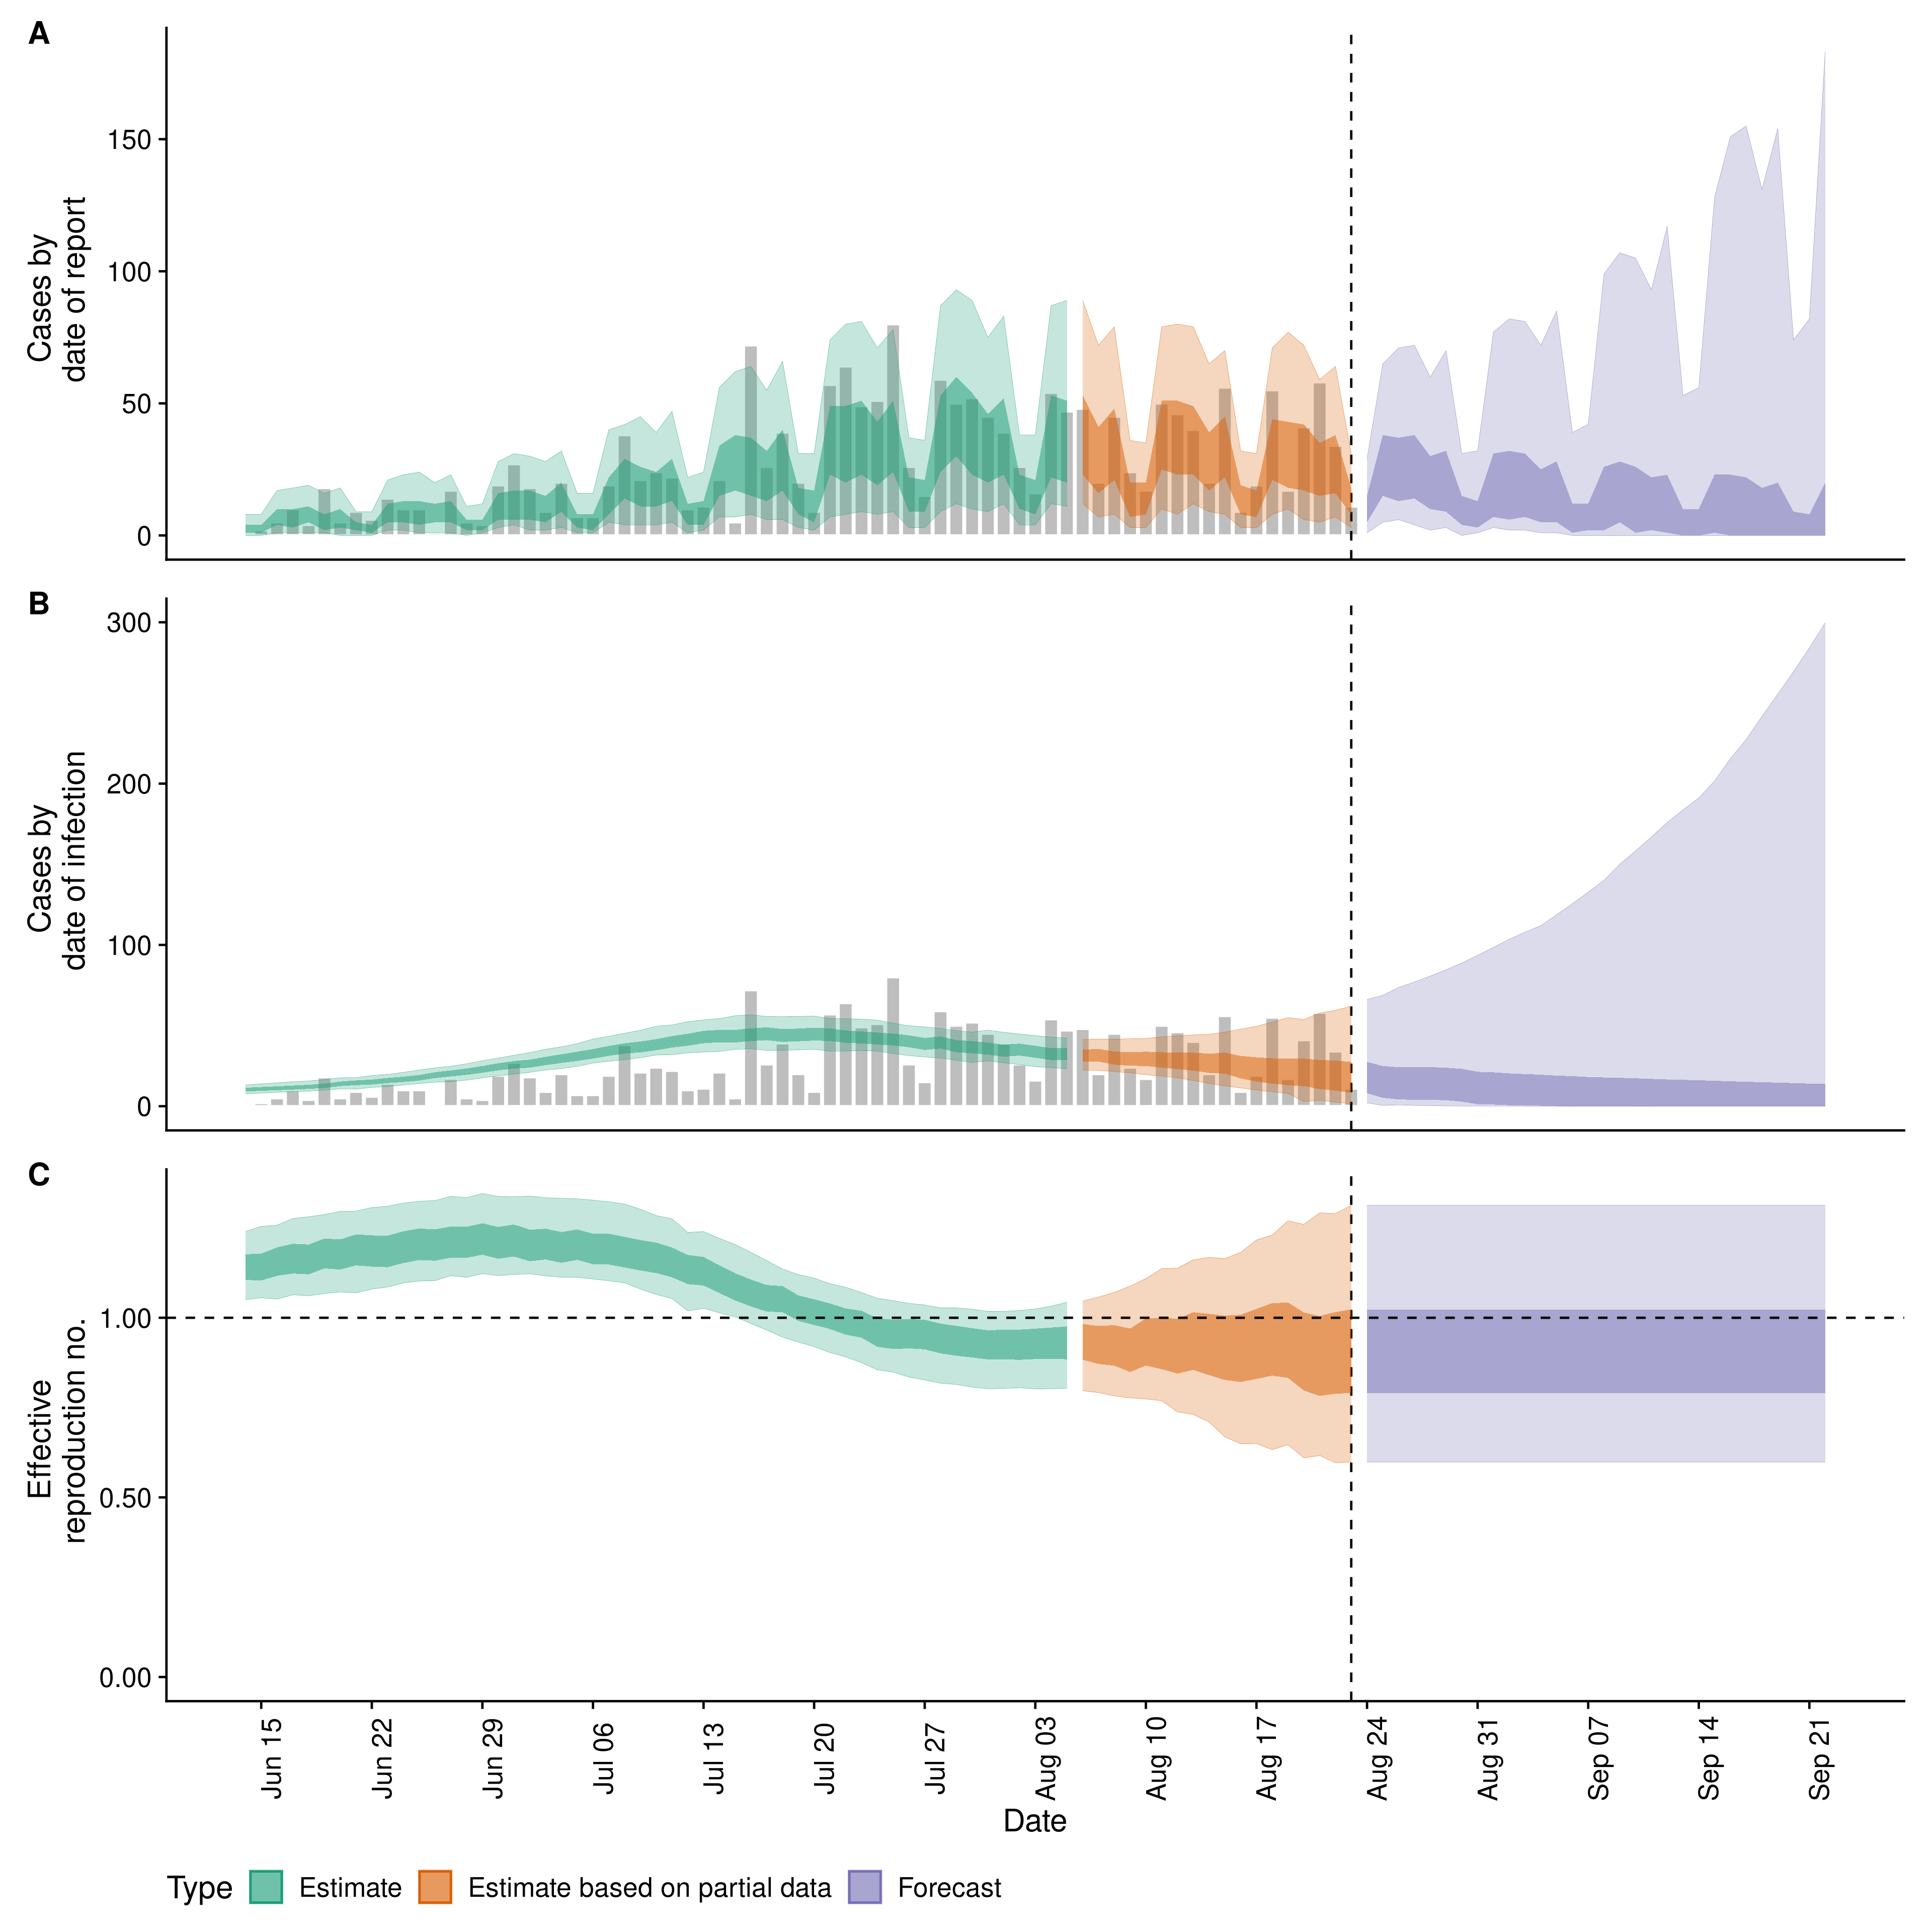 A
Cases by
date of report
150
100
50
0
B
Cases by
date of infection
300
200
100
0
C
Effective
reproduction no.
1.00
0.50
0.00
Jun 15
Jun 22
Jun 29
Jul 06
Jul 13
Jul 20
Jul 27
Aug 03
Aug 10
Aug 17
Aug 24
Aug 31
Sep 07
Sep 14
Sep 21
Date
Type Estimate Estimate based on partial data Forecast